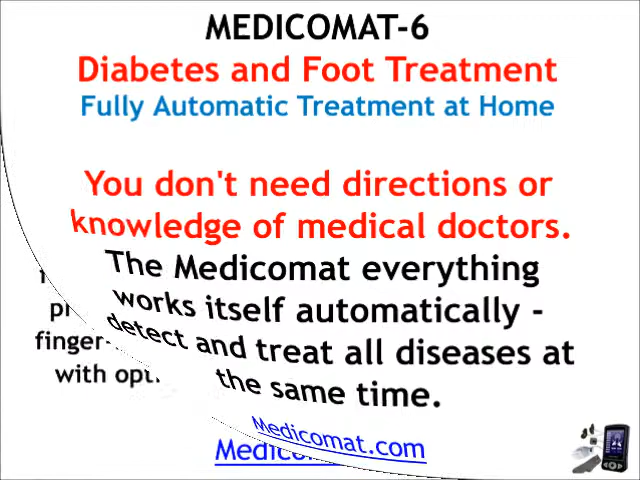 MEDICOMAT-6
Diabetes and Foot Treatment
Fully Automatic Treatment at Home
You don't need directions or
knowledge of medical doctors.
The Medicomat everything
works itself automatically -
detect and treat all diseases at
the same time.
with
Medicomat.com